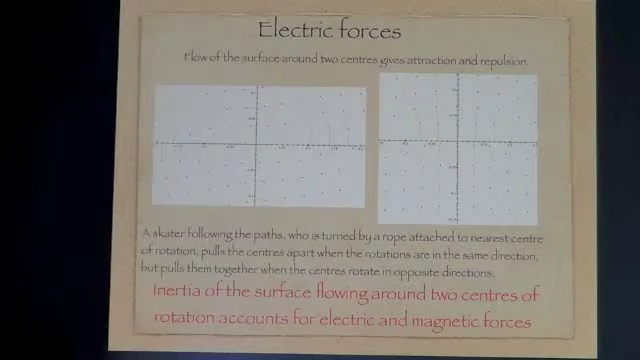 Electric forces
Flow of the surface around two centres gives attraction and repulsion.
A skater following the paths, who is turned by a rope attached to nearest centre
of rotation, pulls the centres apart when the rotations are in the same direction,
but pulls them together when the centres rotate in opposite directions.
Inertia of the surface flowing around two centres of
rotation accounts for electric and magnetic forces